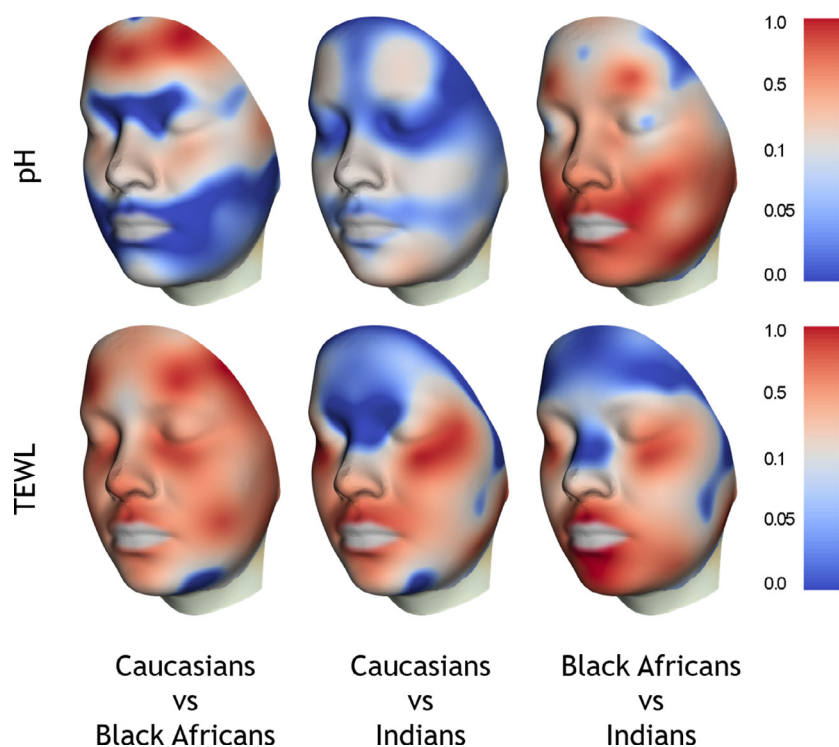 pH
1.0
0.5
0.1
0.05
0.0
TEWL
1.0
0.5
0.1
0.05
0.0
Caucasians
vs
Black Africans
Caucasians
vs
Indians
Black Africans
vs
Indians